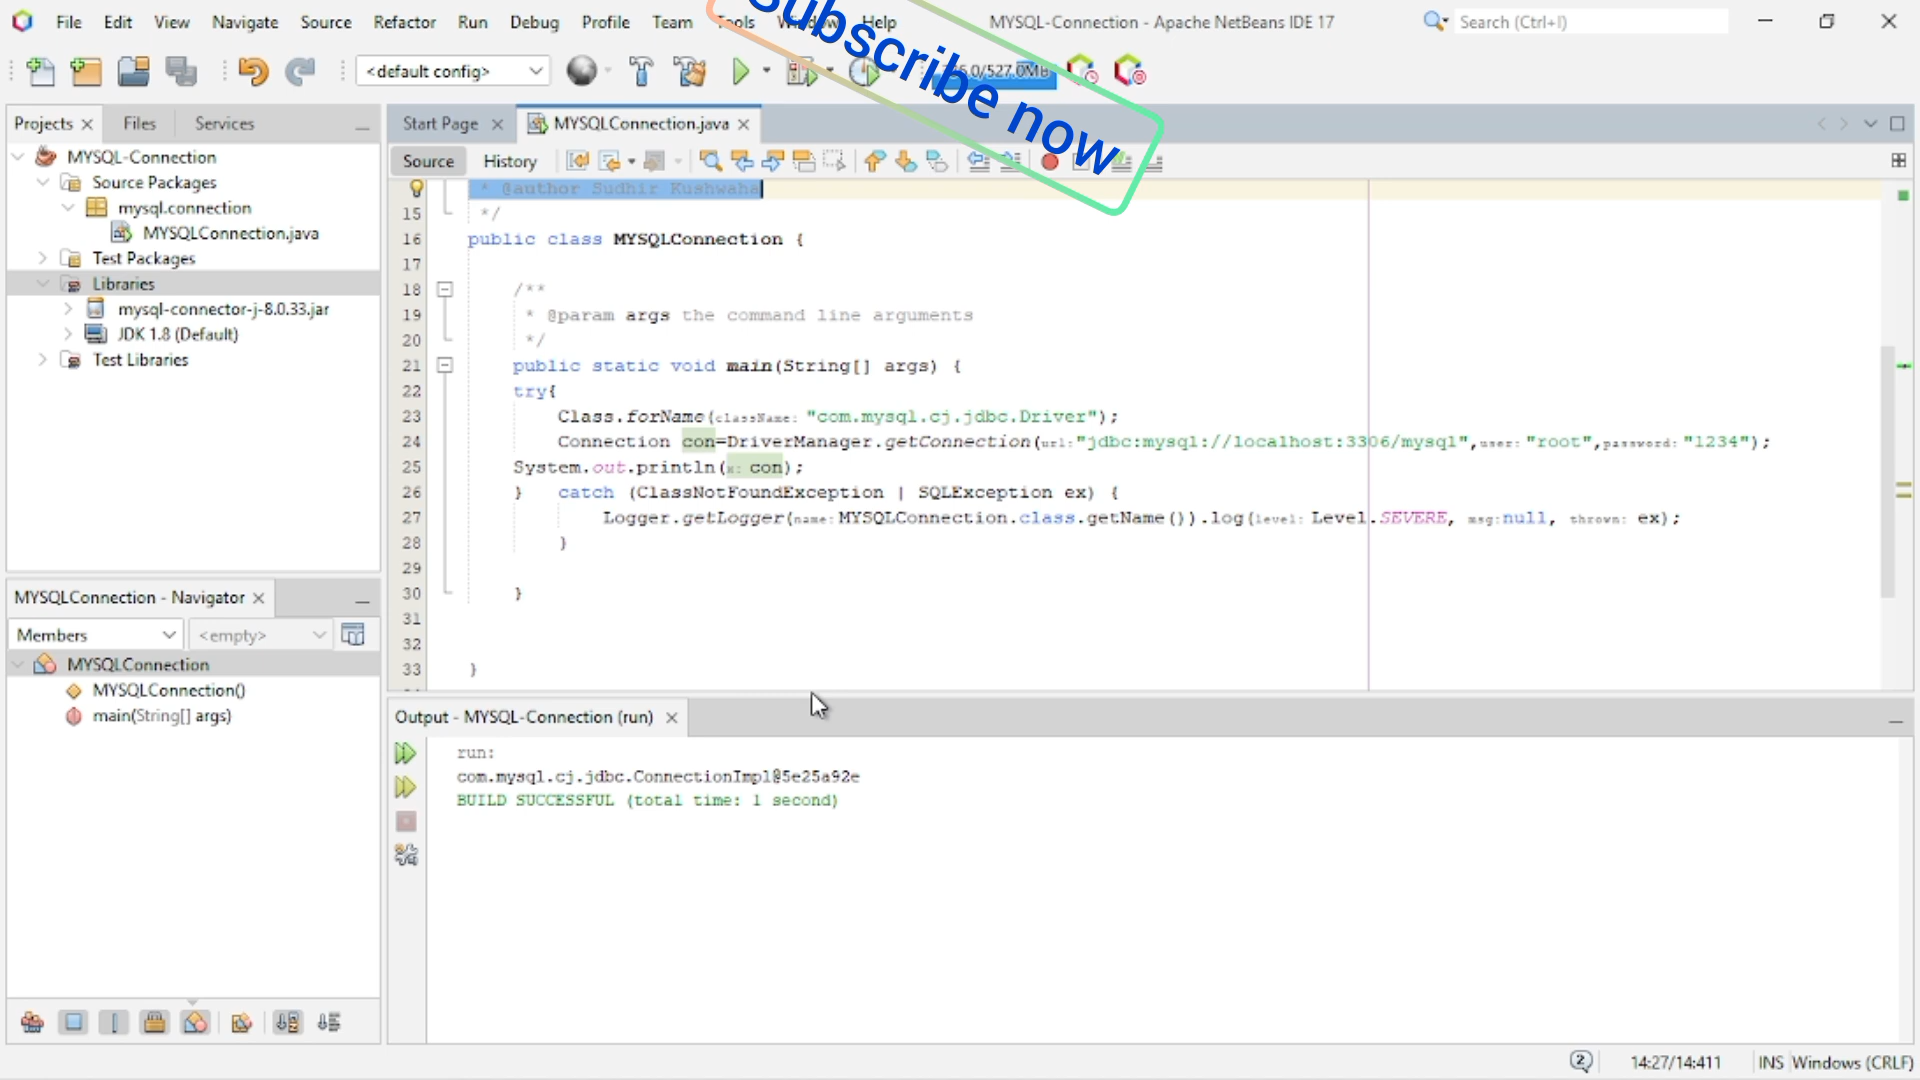 File Edit View Navigate Source Refactor Run Debug Profile Team Tools Window Help MYSQL-Connection - Apache NetBeans IDE 17 Search (Ctrl+I)
Subscribe now
<default config>
Projects Files Services
Start Page MYSQLConnection.java
Source History
MYSQL-Connection
Source Packages
mysql.connection
MYSQLConnection.java
Test Packages
Libraries
mysql-connector-j-8.0.33.jar
JDK 1.8 (Default)
Test Libraries
* @author Sudhir Kushwaha
15 */
16 public class MYSQLConnection {
17
18 /**
19 * @param args the command line arguments
20 */
21 public static void main(String[] args) {
22 try{
23 Class.forName(className: "com.mysql.cj.jdbc.Driver");
24 Connection con=DriverManager.getConnection(url:"jdbc:mysql://localhost:3306/mysql",user: "root",password: "1234");
25 System.out.println(x: con);
26 } catch (ClassNotFoundException | SQLException ex) {
27 Logger.getLogger(name:MYSQLConnection.class.getName()).log(level: Level.SEVERE, msg:null, thrown: ex);
28 }
29
30 }
31
32
33 }
MYSQLConnection - Navigator
Members <empty>
MYSQLConnection
MYSQLConnection()
main(String[] args)
Output - MYSQL-Connection (run)
run:
com.mysql.cj.jdbc.ConnectionImpl@5e25a92e
BUILD SUCCESSFUL (total time: 1 second)
2 14:27/14:411 INS Windows (CRLF)